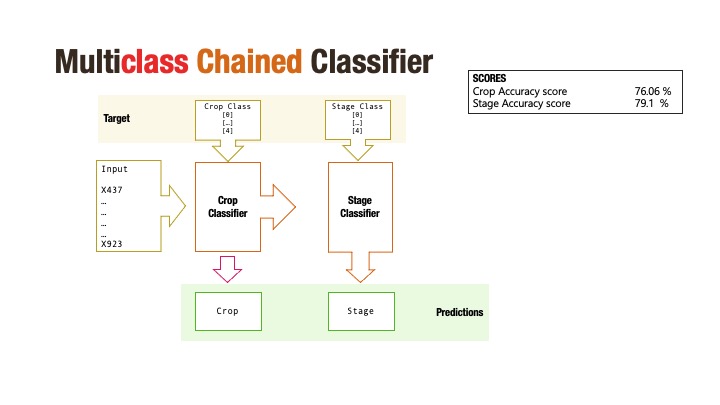 Multiclass Chained Classifier
SCORES
Crop Accuracy score 76.06 %
Stage Accuracy score 79.1 %
Target
Crop Class
[0]
[…]
[4]
Stage Class
[0]
[…]
[4]
Input
X437
…
…
…
…
X923
Crop
Classifier
Stage
Classifier
Crop
Stage
Predictions